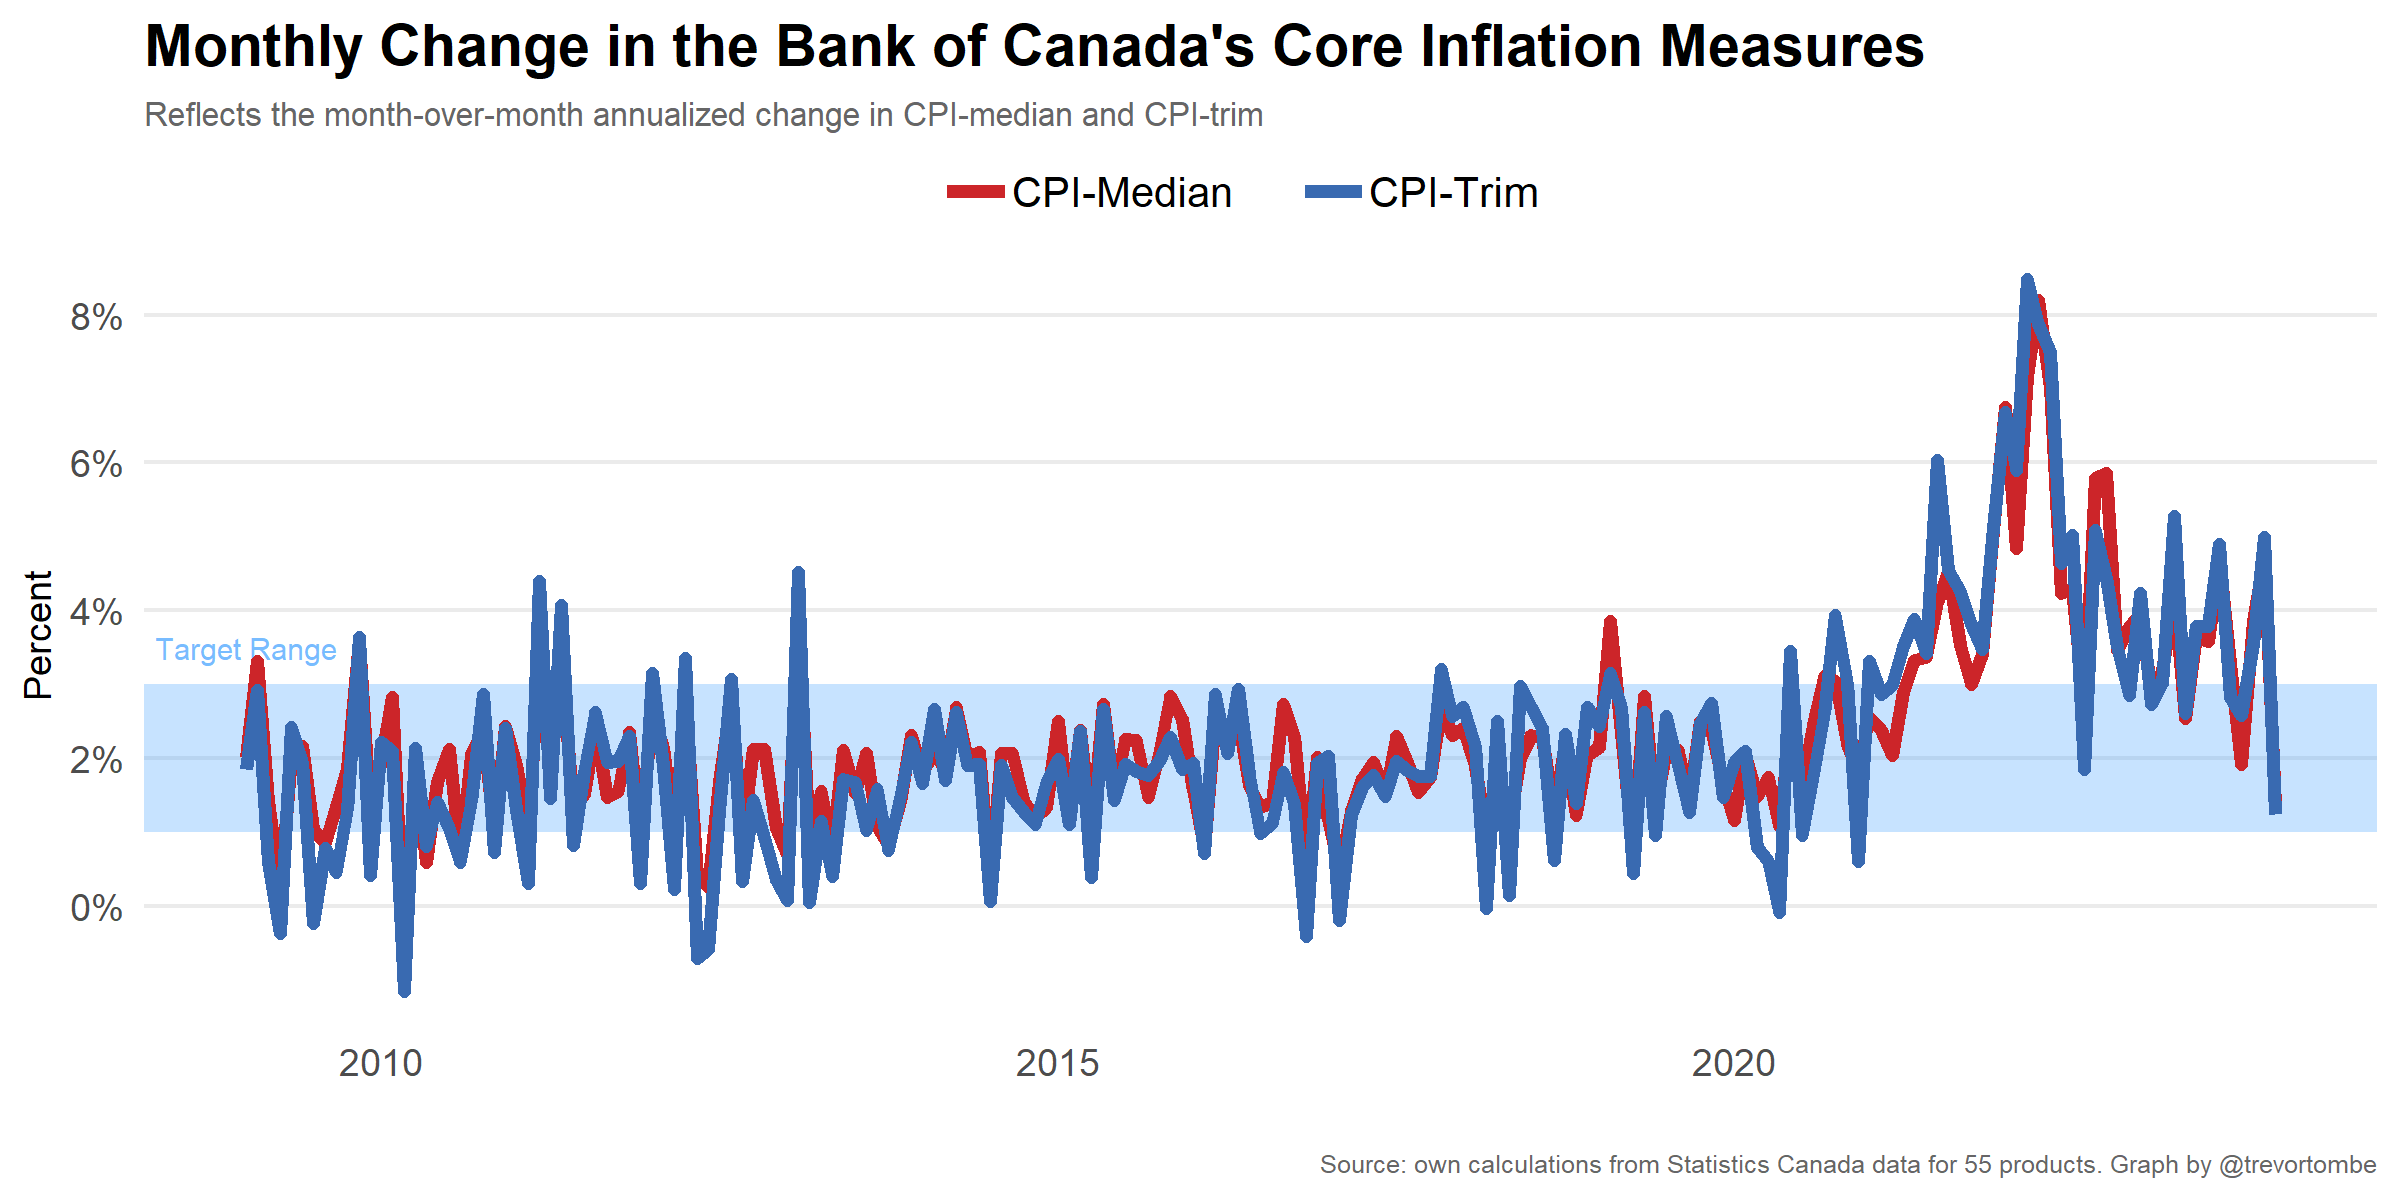 Monthly Change in the Bank of Canada's Core Inflation Measures
Reflects the month-over-month annualized change in CPI-median and CPI-trim
CPI-Median
CPI-Trim
8%
6%
4%
2%
0%
Percent
Target Range
2010
2015
2020
Source: own calculations from Statistics Canada data for 55 products. Graph by @trevortombe